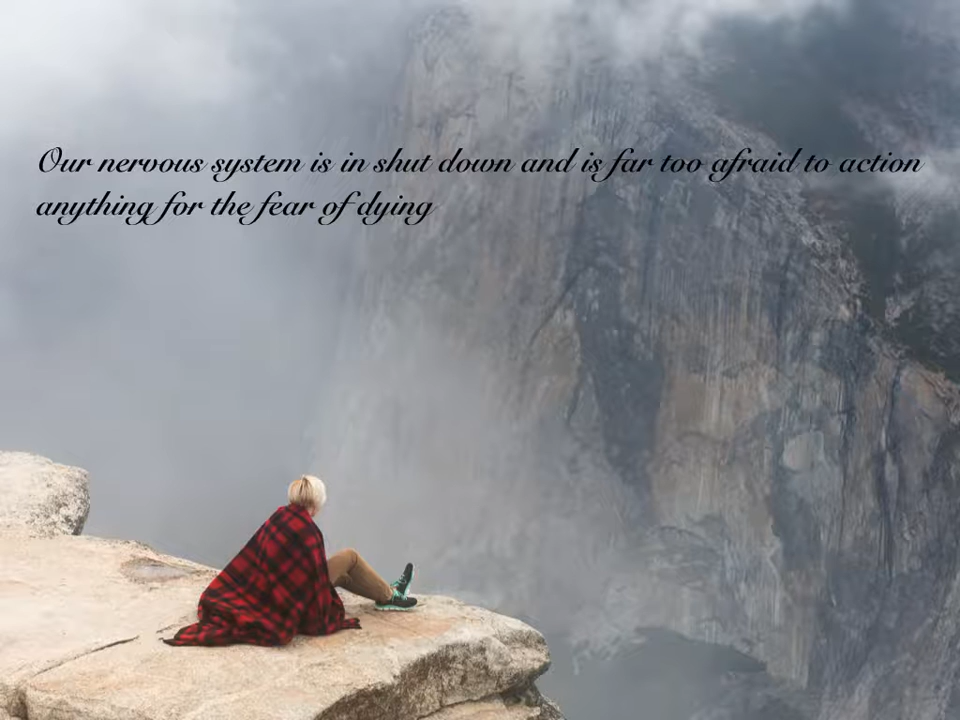 Our nervous system is in shut down and is far too afraid to action
anything for the fear of dying